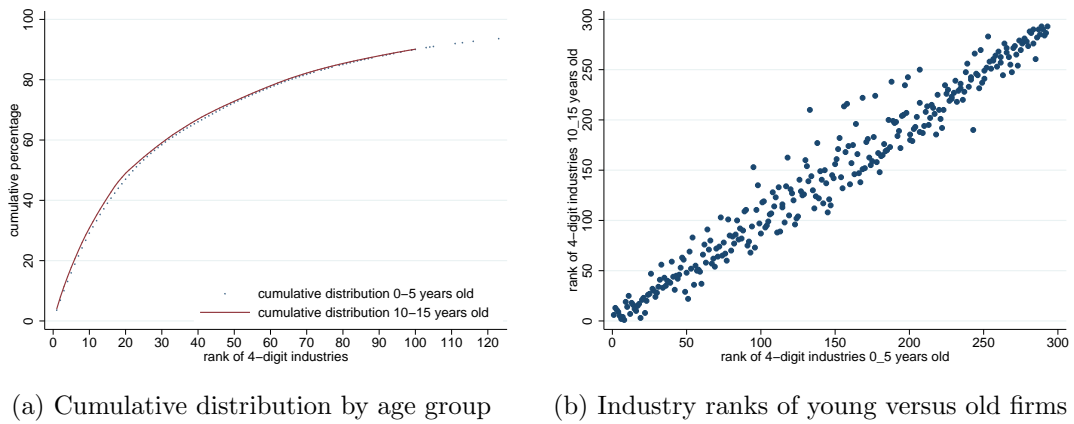 cumulative percentage
100
80
60
40
20
0
cumulative distribution 0−5 years old
cumulative distribution 10−15 years old
0 10 20 30 40 50 60 70 80 90 100 110 120
rank of 4−digit industries
(a) Cumulative distribution by age group
rank of 4−digit industries 10_15 years old
300
250
200
150
100
50
0
0 50 100 150 200 250 300
rank of 4−digit industries 0_5 years old
(b) Industry ranks of young versus old firms